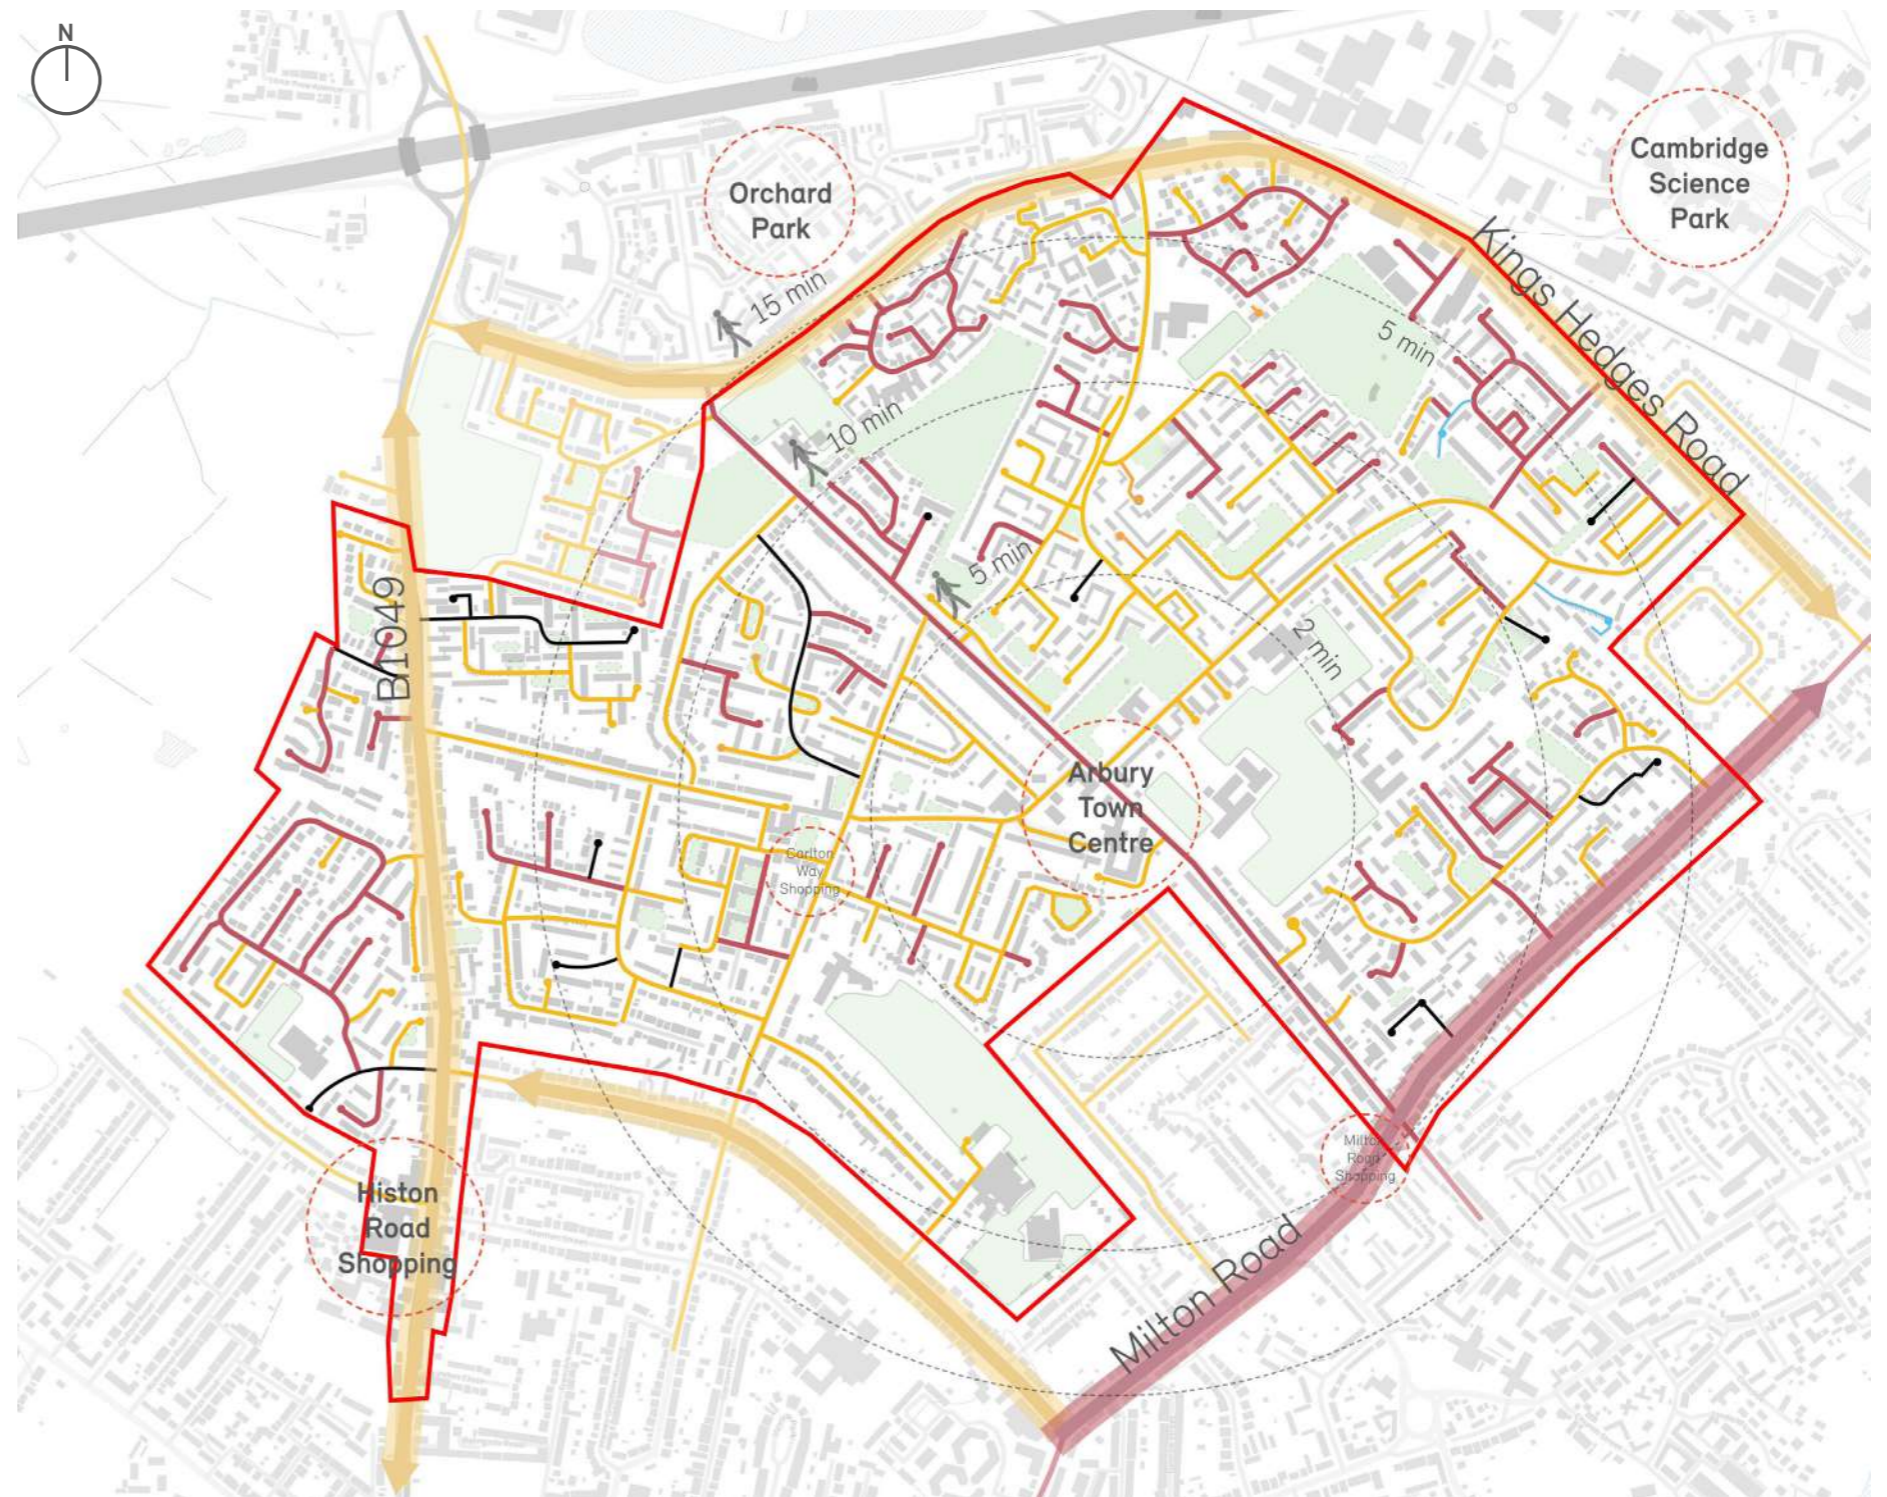 N
Cambridge
Science
Park
Orchard
Park
15 min
Kings Hedges Road
5 min
10 min
5 min
B1049
2 min
Arbury
Town
Centre
Carlton
Way
Shopping
Milton
Road
Shopping
Histon
Road
Shopping
Milton Road